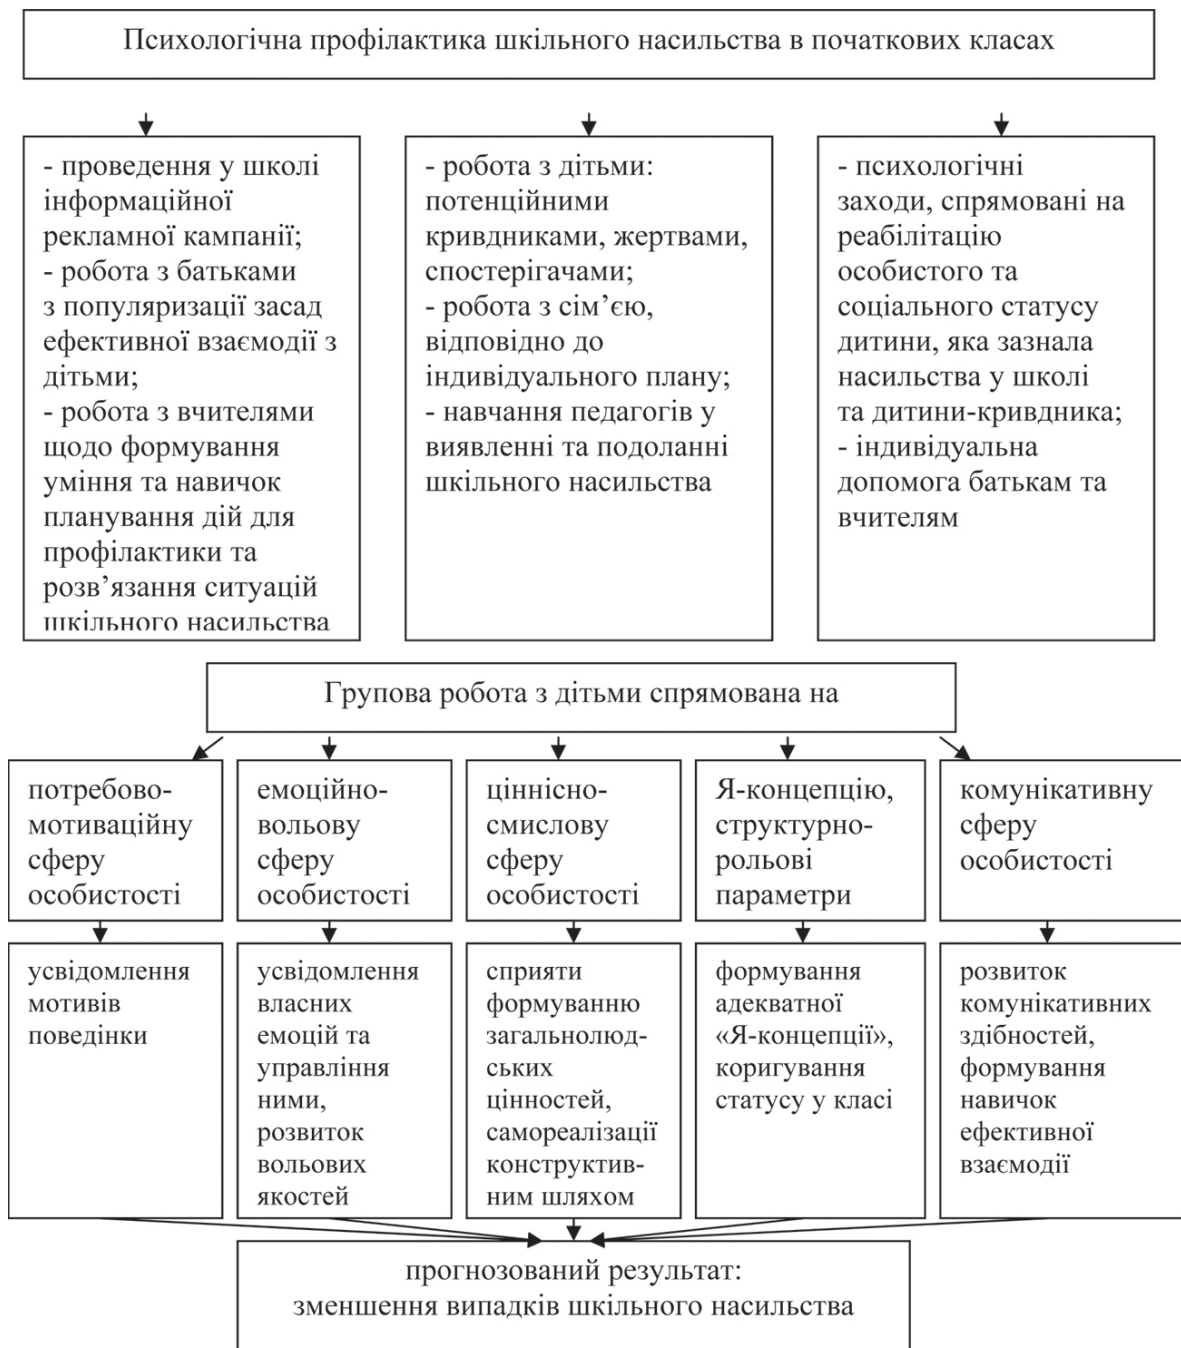 Психологічна профілактика шкільного насильства в початкових класах
- проведення у школі
інформаційної
рекламної кампанії;
- робота з батьками
з популяризації засад
ефективної взаємодії з
дітьми;
- робота з вчителями
щодо формування
уміння та навичок
планування дій для
профілактики та
розв’язання ситуацій
шкільного насильства
- робота з дітьми:
потенційними
кривдниками, жертвами,
спостерігачами;
- робота з сім’єю,
відповідно до
індивідуального плану;
- навчання педагогів у
виявленні та подоланні
шкільного насильства
- психологічні
заходи, спрямовані на
реабілітацію
особистого та
соціального статусу
дитини, яка зазнала
насильства у школі
та дитини-кривдника;
- індивідуальна
допомога батькам та
вчителям
Групова робота з дітьми спрямована на
потребово-
мотиваційну
сферу
особистості
емоційно-
вольову
сферу
особистості
ціннісно-
смислову
сферу
особистості
Я-концепцію,
структурно-
рольові
параметри
комунікативну
сферу
особистості
усвідомлення
мотивів
поведінки
усвідомлення
власних
емоцій та
управління
ними,
розвиток
вольових
якостей
сприяти
формуванню
загальнолюд-
ських
цінностей,
самореалізації
конструктив-
ним шляхом
формування
адекватної
«Я-концепції»,
коригування
статусу у класі
розвиток
комунікативних
здібностей,
формування
навичок
ефективної
взаємодії
прогнозований результат:
зменшення випадків шкільного насильства